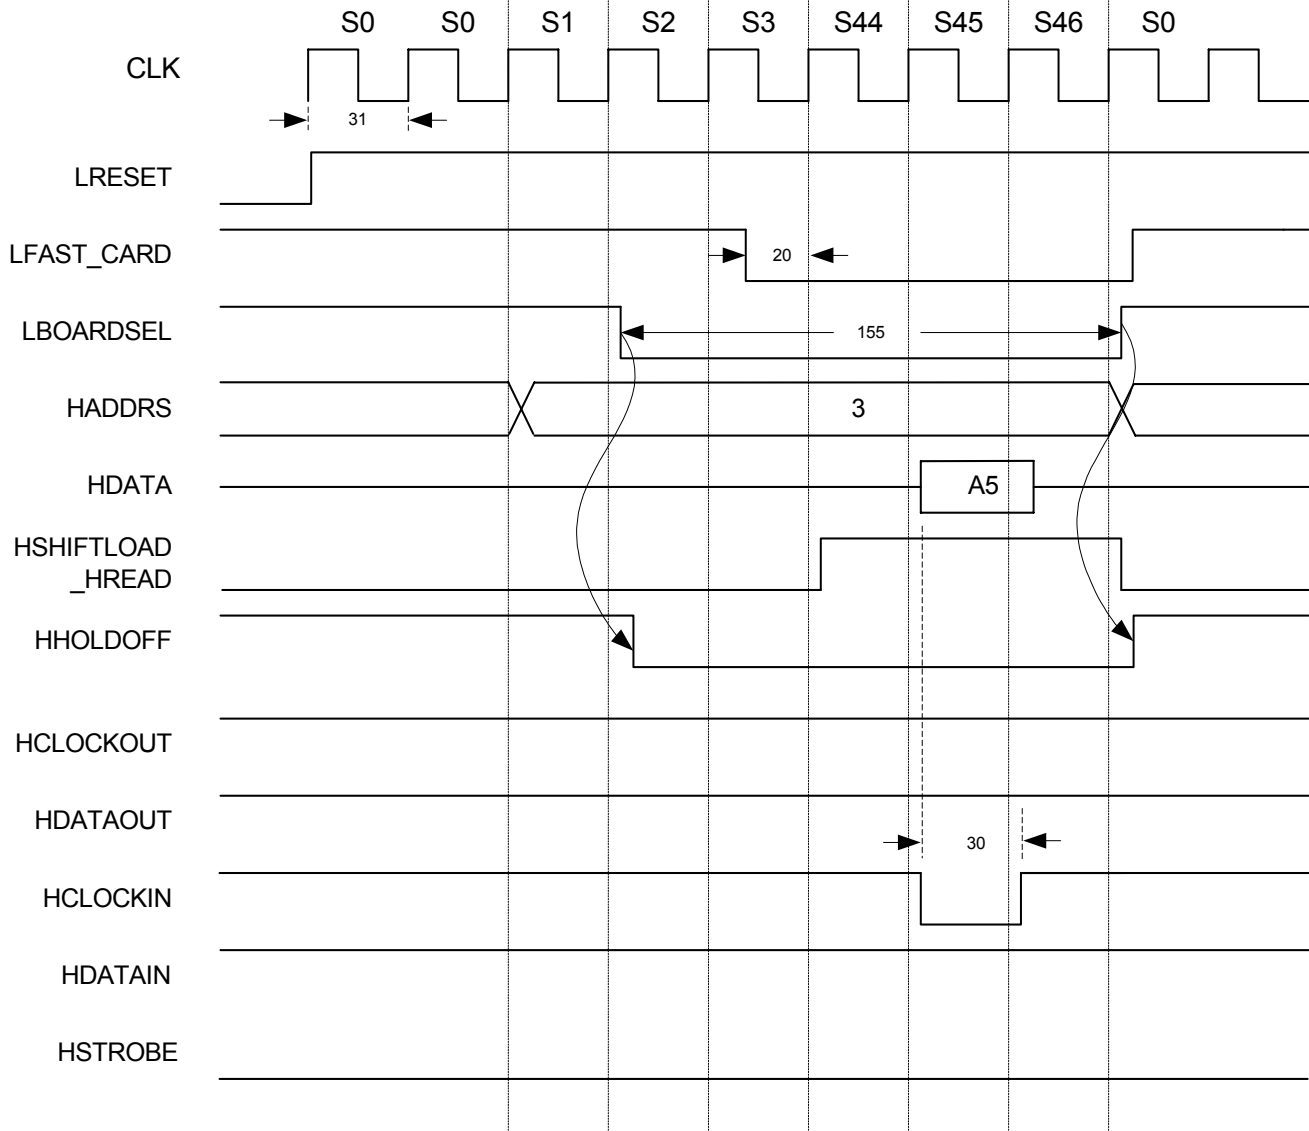 S0 S0 S1 S2 S3 S44 S45 S46 S0
CLK
31
LRESET
LFAST_CARD
20
LBOARDSEL
155
HADDRS
3
HDATA
A5
HSHIFTLOAD
_HREAD
HHOLDOFF
HCLOCKOUT
HDATAOUT
30
HCLOCKIN
HDATAIN
HSTROBE